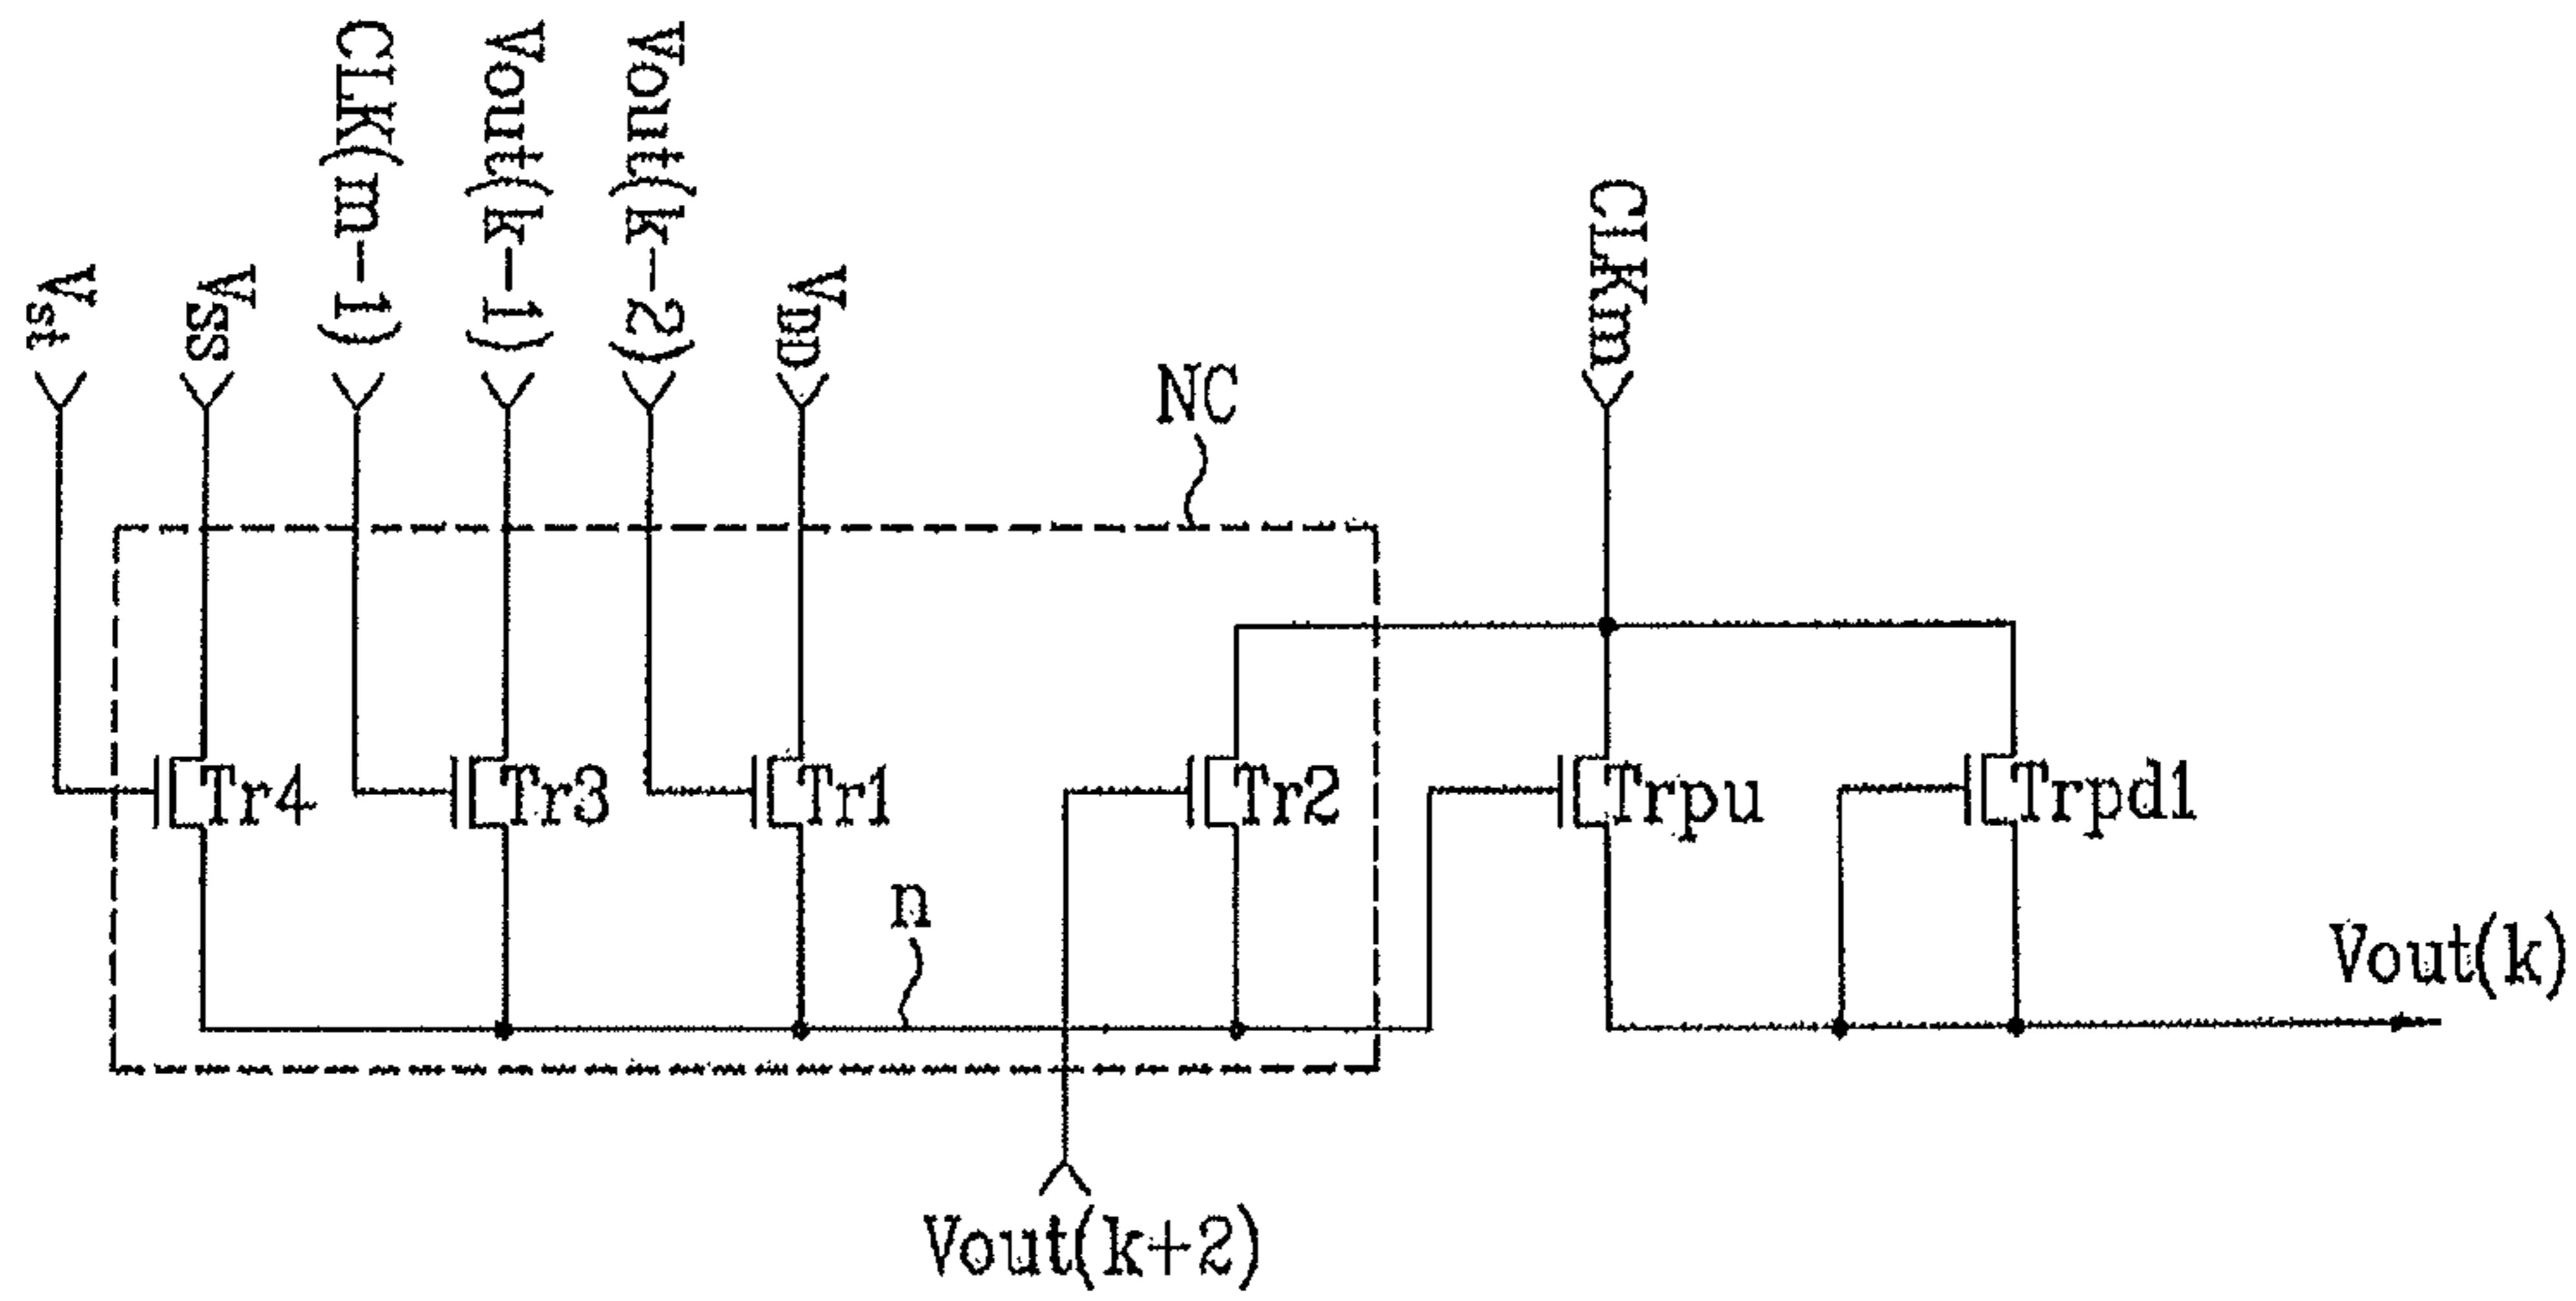 Vst
VSS
CLK(m-1)
Vout(k-1)
Vout(k-2)
VDD
NC
CLKm
Tr4
Tr3
Tr1
Tr2
Trpu
Trpd1
n
Vout(k)
Vout(k+2)